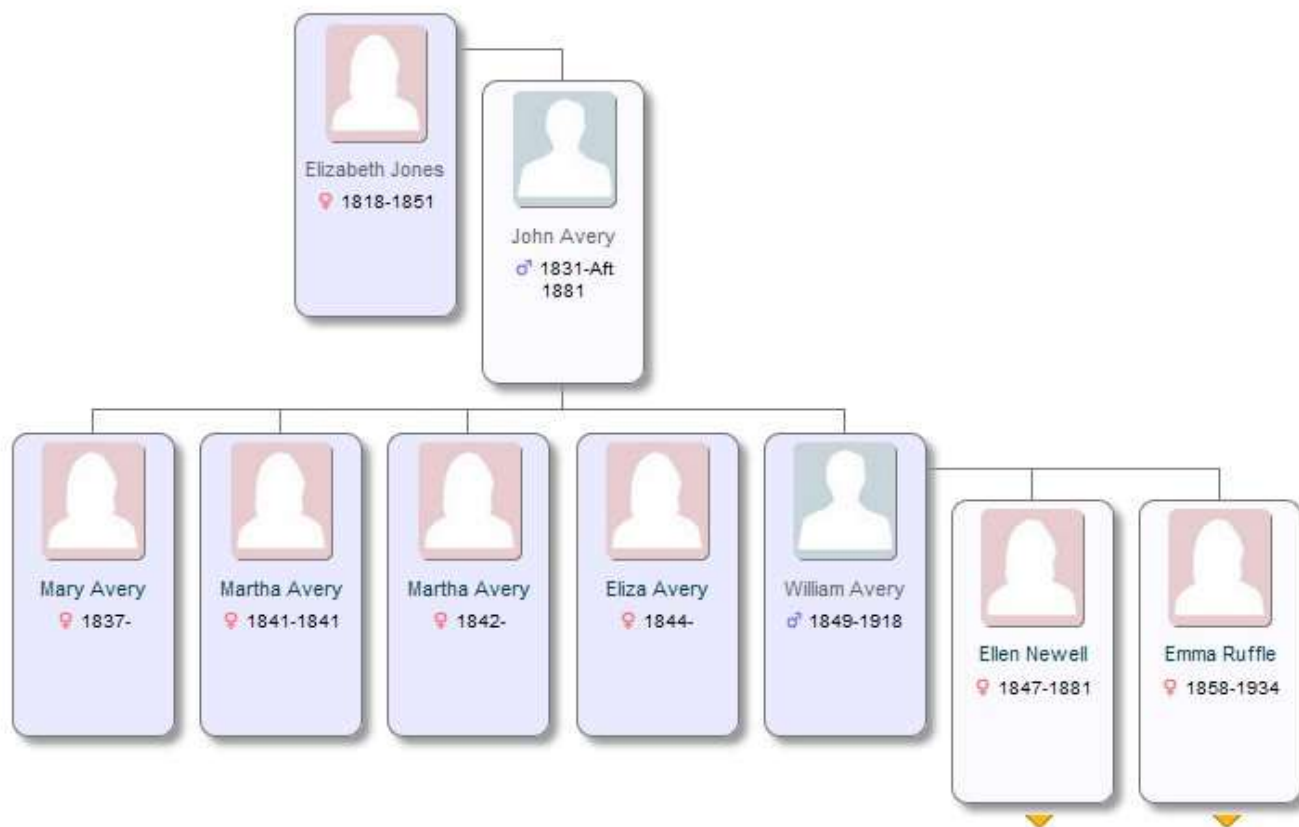 Elizabeth Jones
♀ 1818-1851
John Avery
♂ 1831-Aft
1881
Mary Avery
♀ 1837-
Martha Avery
♀ 1841-1841
Martha Avery
♀ 1842-
Eliza Avery
♀ 1844-
William Avery
♂ 1849-1918
Ellen Newell
♀ 1847-1881
Emma Ruffle
♀ 1858-1934